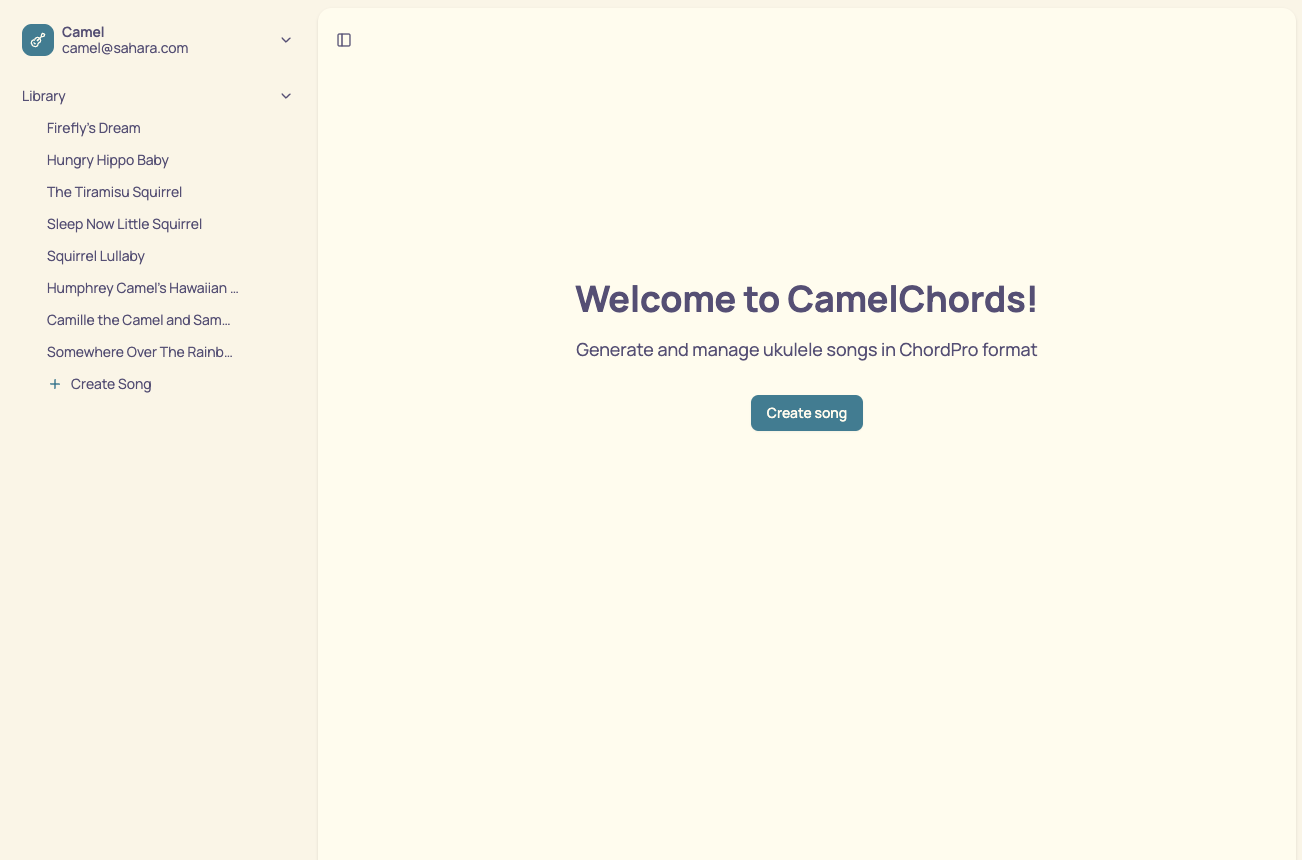 Camel
camel@sahara.com
Library
Firefly's Dream
Hungry Hippo Baby
The Tiramisu Squirrel
Sleep Now Little Squirrel
Squirrel Lullaby
Humphrey Camel's Hawaiian ...
Camille the Camel and Sam...
Somewhere Over The Rainb...
Create Song
Welcome to CamelChords!
Generate and manage ukulele songs in ChordPro format
Create song